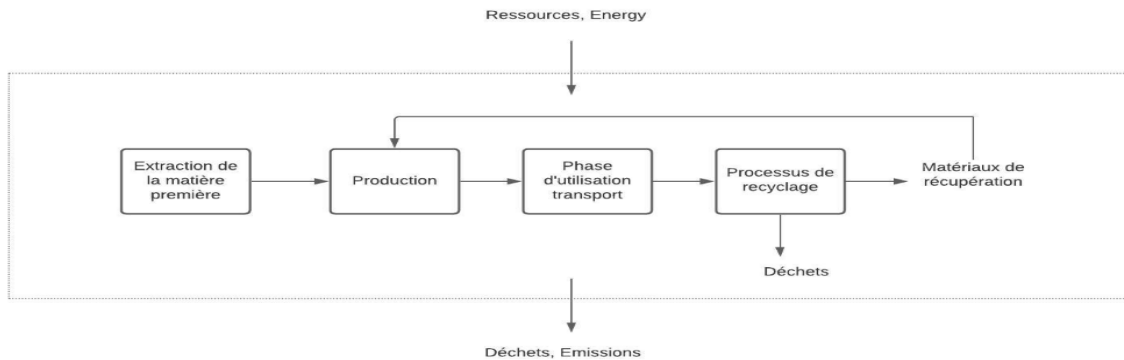 Ressources, Energy
Extraction de
la matière
première
Production
Phase
d'utilisation
transport
Processus de
recyclage
Matériaux de
récupération
Déchets
Déchets, Emissions